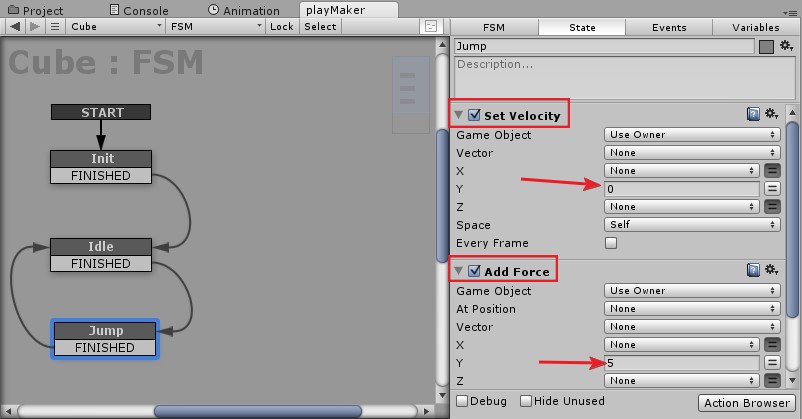 Project Console Animation playMaker
Cube FSM Lock Select
FSM State Events Variables
Cube : FSM
START
Init
FINISHED
Idle
FINISHED
Jump
FINISHED
Jump
Description...
Set Velocity
Game Object Use Owner
Vector None
X None
Y 0
Z None
Space Self
Every Frame
Add Force
Game Object Use Owner
At Position None
Vector None
X None
Y 5
Z None
Debug Hide Unused Action Browser